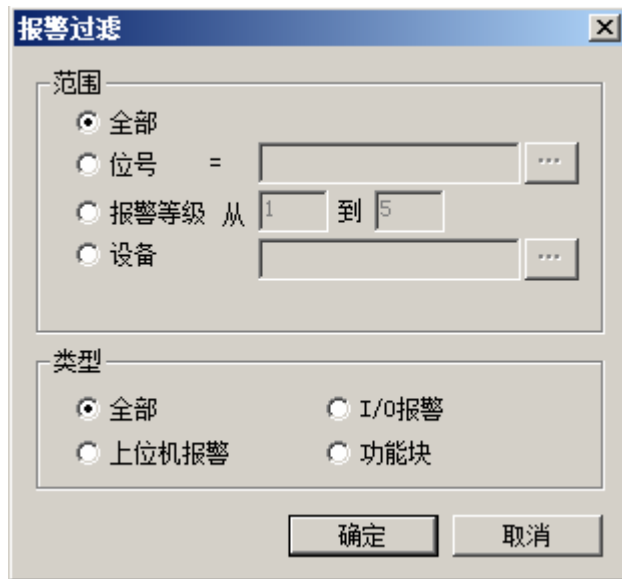 报警过滤
范围
全部
位号 = ...
报警等级 从 1 到 5
设备 ...
类型
全部 I/O报警
上位机报警 功能块
确定 取消